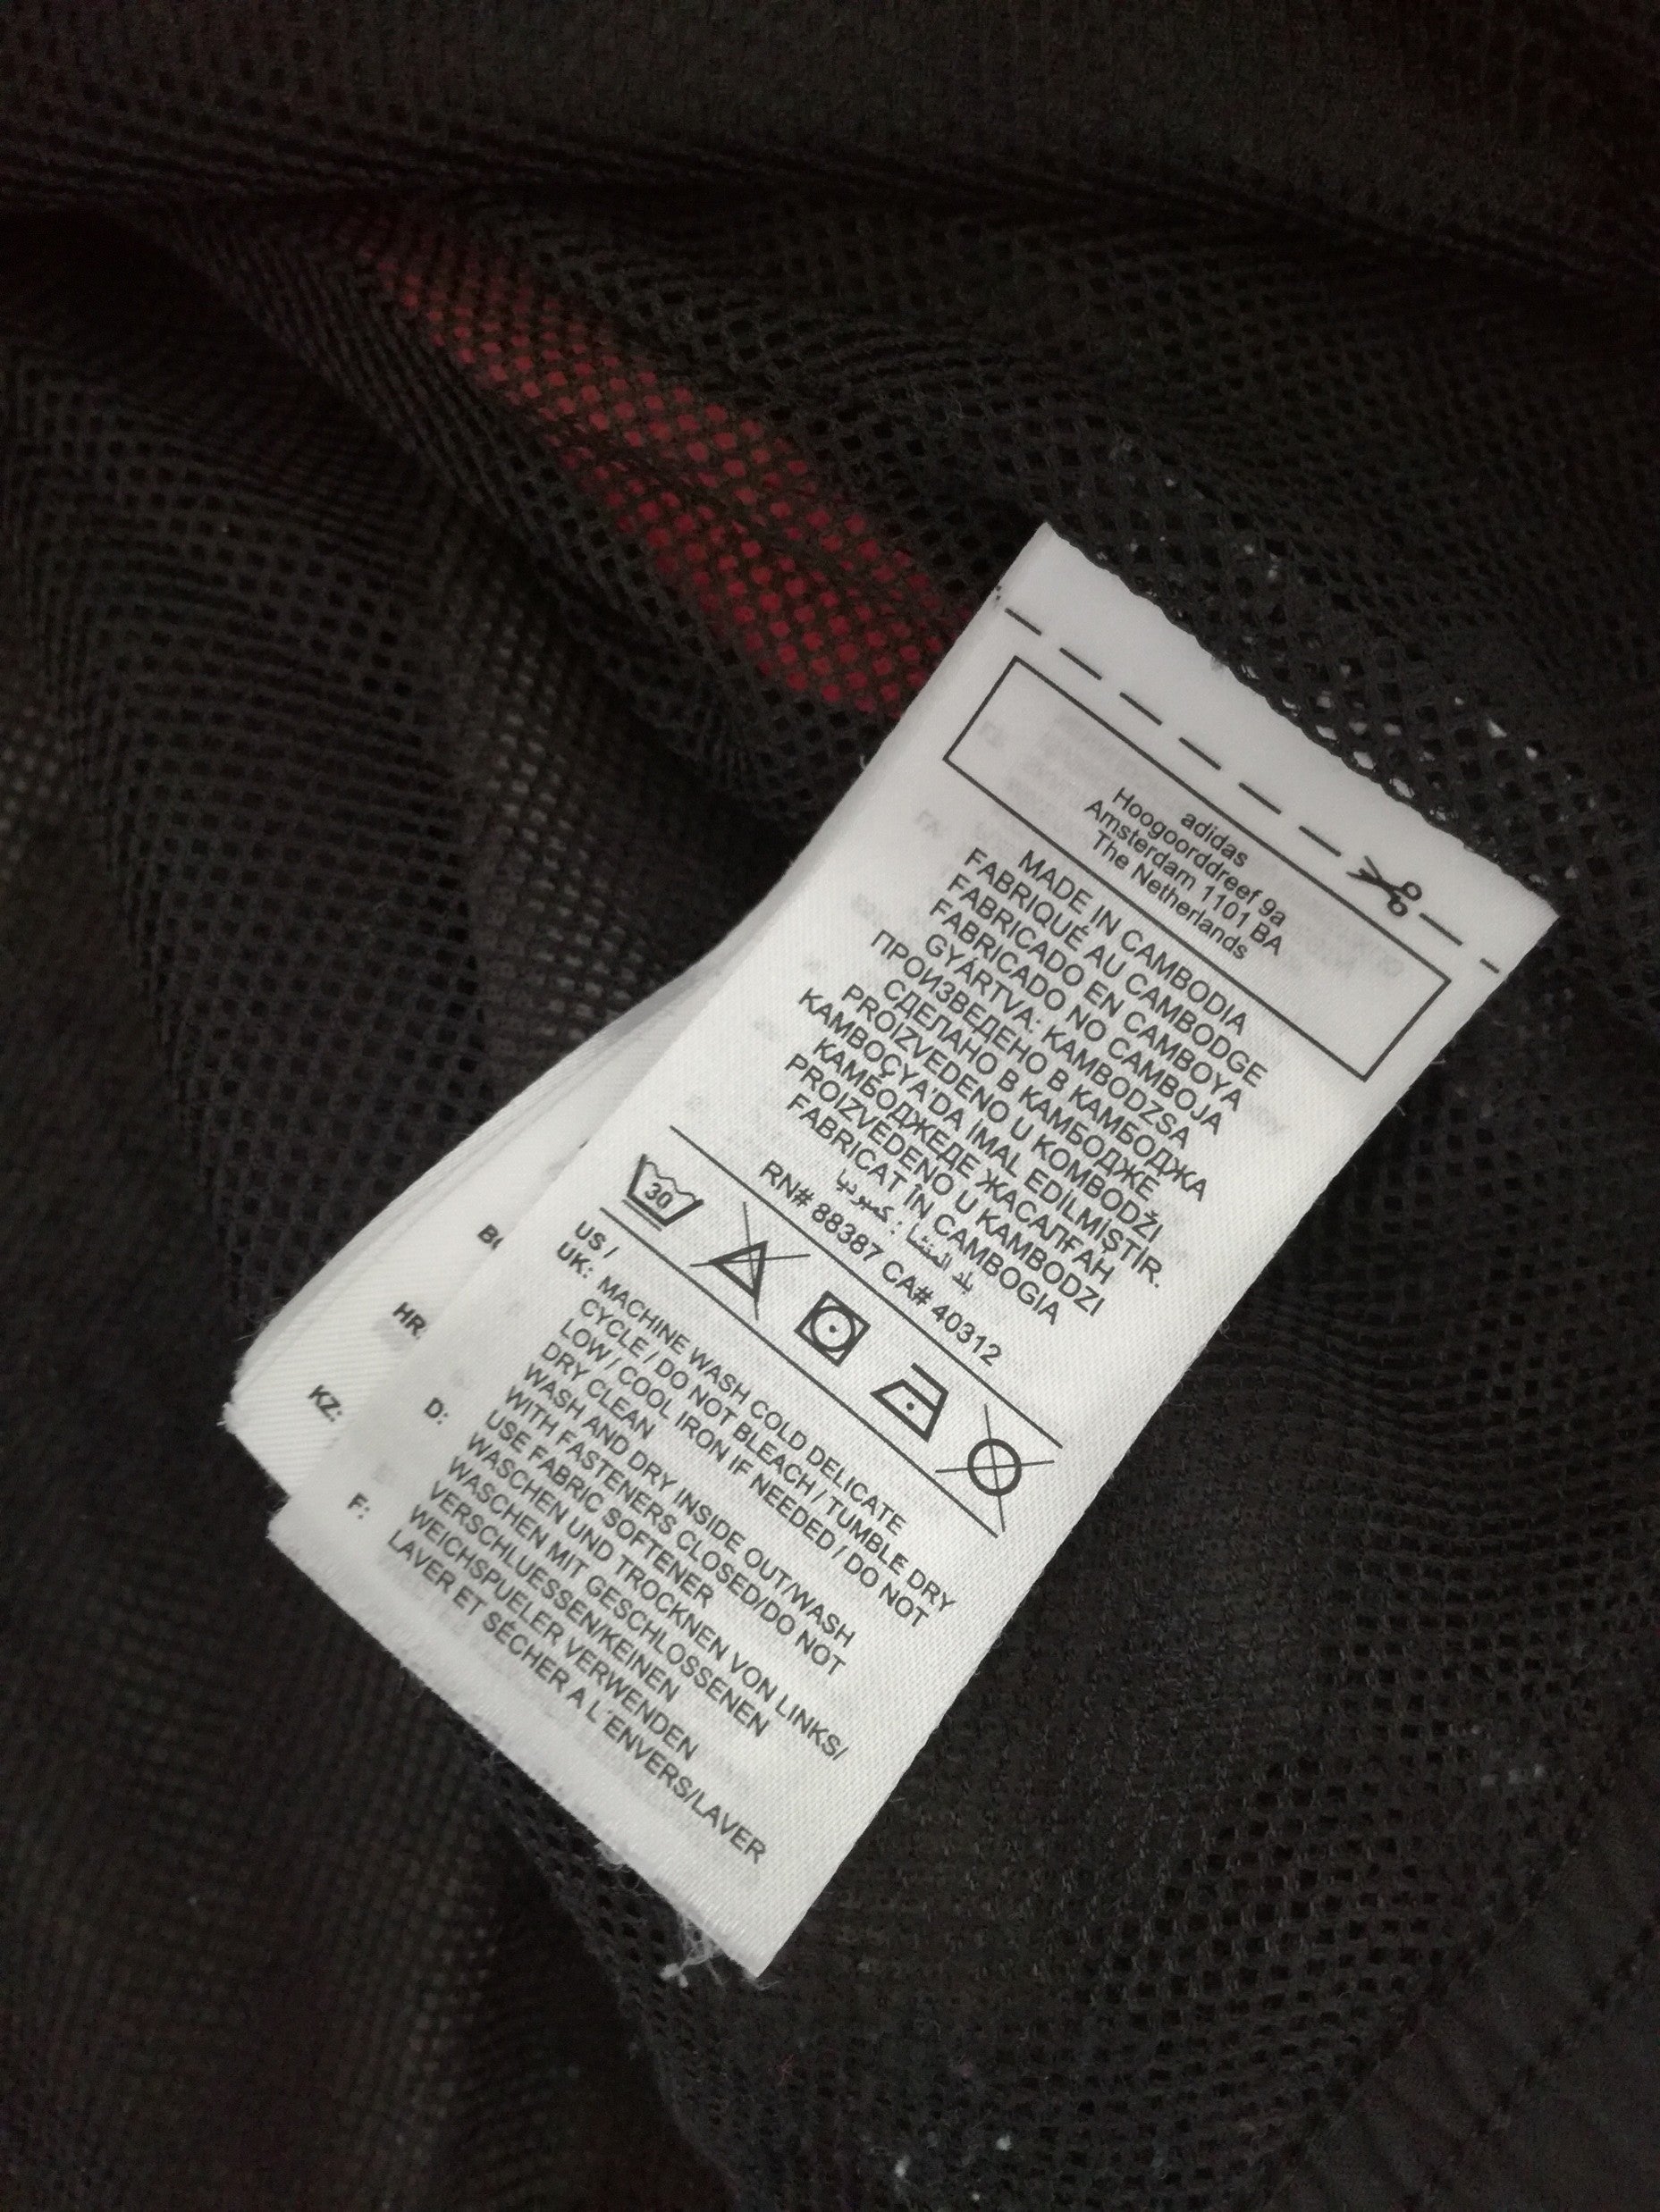 adidas
Hoogoorddreef 9a
Amsterdam 1101 BA
The Netherlands
MADE IN CAMBODIA
FABRIQUÉ AU CAMBODGE
FABRICADO EN CAMBOYA
FABRICADO NO CAMBOJA
GYÁRTVA: KAMBODZSA
ПРОИЗВЕДЕНО В КАМБОДЖА
СДЕЛАНО В КАМБОДЖЕ
PROIZVEDENO U KOMBODŽI
KAMBOÇYA'DA IMAL EDİLMİŞTİR.
КАМБОДЖЕДЕ ЖАСАЛҒАН
PROIZVEDENO U KAMBODZI
FABRICAT ÎN CAMBOGIA
بلد المنشأ : كمبوديا
RN# 88387 CA# 40312
30
US /
UK: MACHINE WASH COLD DELICATE
CYCLE / DO NOT BLEACH / TUMBLE DRY
LOW / COOL IRON IF NEEDED / DO NOT
DRY CLEAN
WASH AND DRY INSIDE OUT/WASH
WITH FASTENERS CLOSED/DO NOT
USE FABRIC SOFTENER
D: WASCHEN UND TROCKNEN VON LINKS/
WASCHEN MIT GESCHLOSSENEN
VERSCHLUESSEN/KEINEN
WEICHSPUELER VERWENDEN
F: LAVER ET SÉCHER A L'ENVERS/LAVER
HR:
KZ: